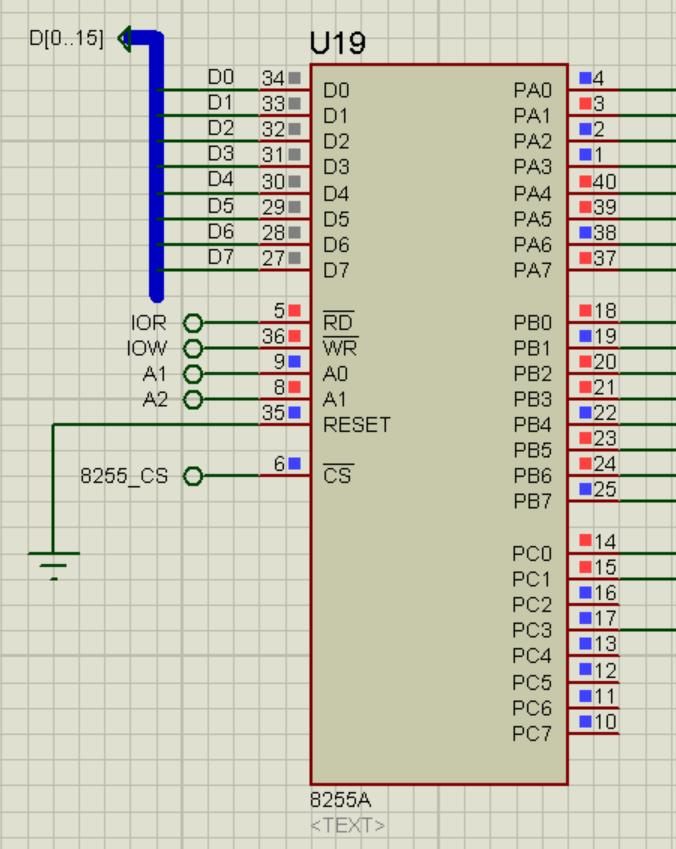 U19
D[0..15]
D0 34 D0 PA0 4
D1 33 D1 PA1 3
D2 32 D2 PA2 2
D3 31 D3 PA3 1
D4 30 D4 PA4 40
D5 29 D5 PA5 39
D6 28 D6 PA6 38
D7 27 D7 PA7 37
IOR 5 RD PB0 18
IOW 36 WR PB1 19
A1 9 A0 PB2 20
A2 8 A1 PB3 21
35 RESET PB4 22
PB5 23
8255_CS 6 CS PB6 24
PB7 25
PC0 14
PC1 15
PC2 16
PC3 17
PC4 13
PC5 12
PC6 11
PC7 10
8255A
<TEXT>